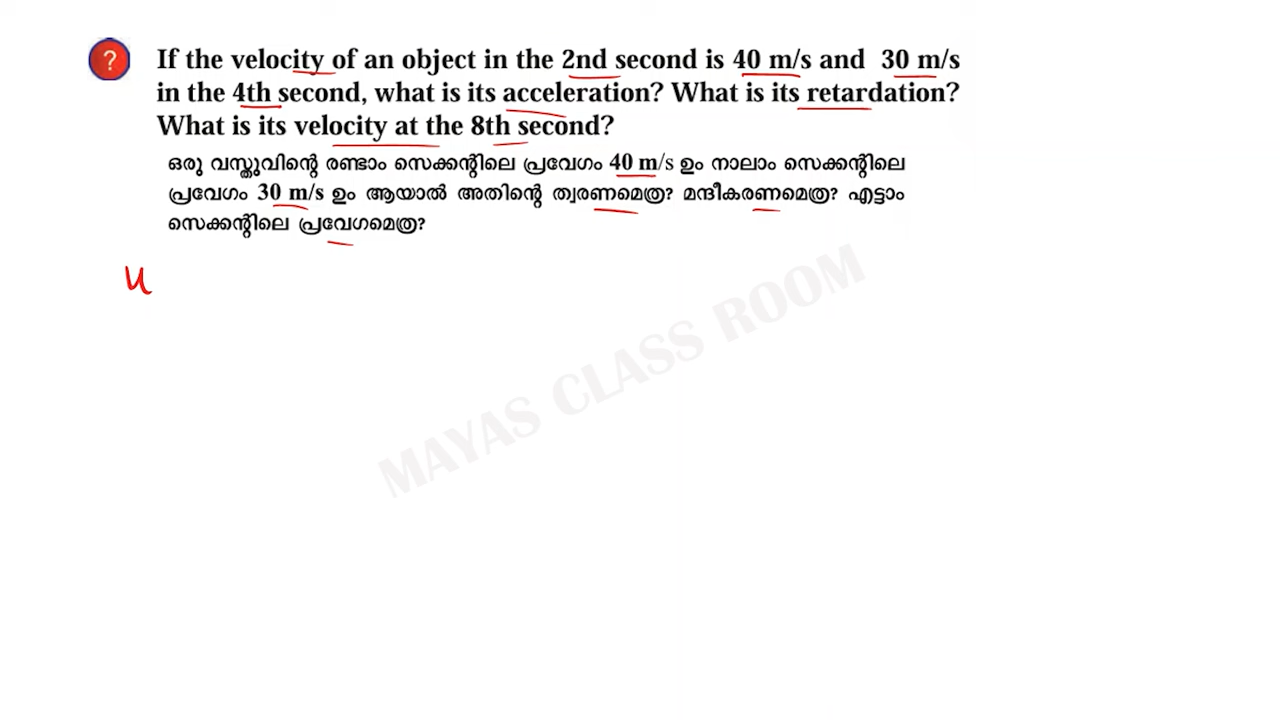 ?
If the velocity of an object in the 2nd second is 40 m/s and 30 m/s
in the 4th second, what is its acceleration? What is its retardation?
What is its velocity at the 8th second?
ഒരു വസ്തുവിന്റെ രണ്ടാം സെക്കന്റിലെ പ്രവേഗം 40 m/s ഉം നാലാം സെക്കന്റിലെ
പ്രവേഗം 30 m/s ഉം ആയാൽ അതിന്റെ ത്വരണമെത്ര? മന്ദീകരണമെത്ര? എട്ടാം
സെക്കന്റിലെ പ്രവേഗമെത്ര?
u
MAYAS CLASS ROOM